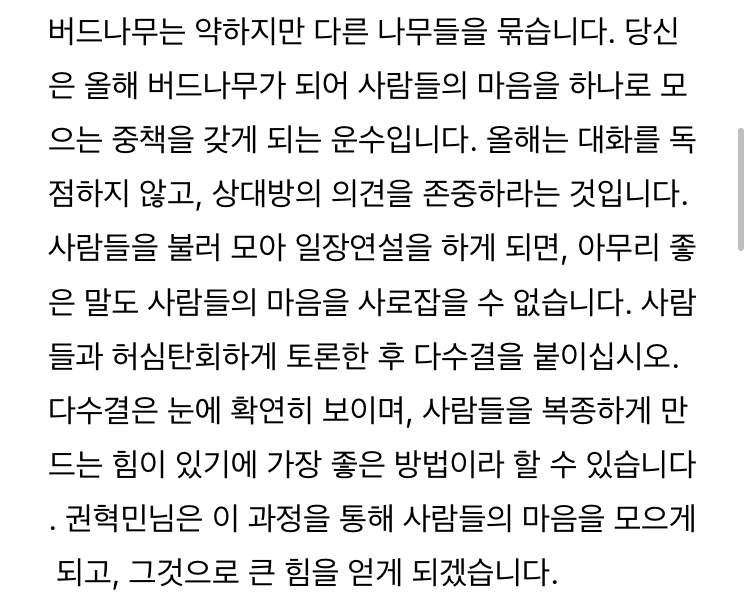 버드나무는 약하지만 다른 나무들을 묶습니다. 당신
은 올해 버드나무가 되어 사람들의 마음을 하나로 모
으는 중책을 갖게 되는 운수입니다. 올해는 대화를 독
점하지 않고, 상대방의 의견을 존중하라는 것입니다.
사람들을 불러 모아 일장연설을 하게 되면, 아무리 좋
은 말도 사람들의 마음을 사로잡을 수 없습니다. 사람
들과 허심탄회하게 토론한 후 다수결을 붙이십시오.
다수결은 눈에 확연히 보이며, 사람들을 복종하게 만
드는 힘이 있기에 가장 좋은 방법이라 할 수 있습니다
. 권혁민님은 이 과정을 통해 사람들의 마음을 모으게
되고, 그것으로 큰 힘을 얻게 되겠습니다.